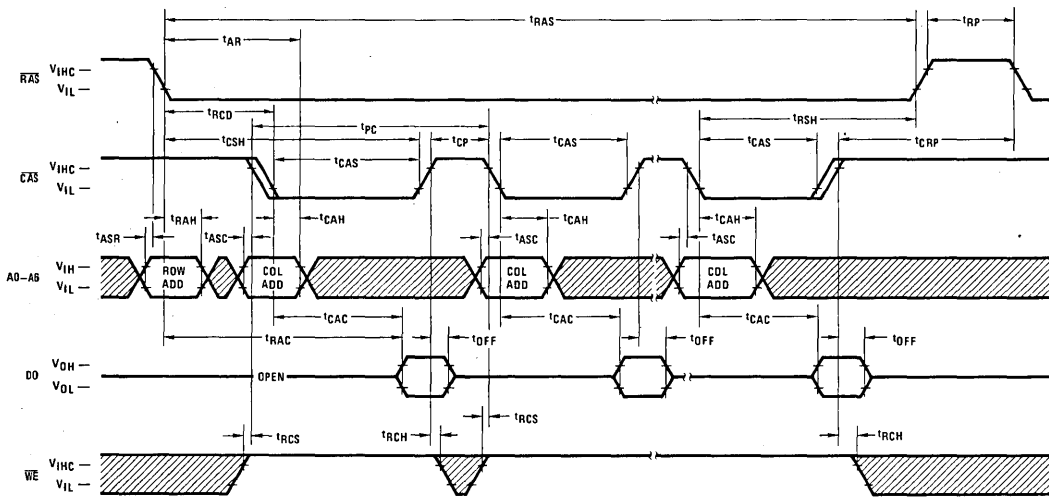 tRAS
tRP
tAR
RAS
VIHC
VIL
tRCD
tPC
tRSH
tCSH
tCP
tCAS
tCAS
tCAS
tCRP
CAS
VIHC
VIL
tRAH
tCAH
tCAH
tCAH
tASR
tASC
tASC
tASC
A0–A6
VIH
VIL
ROW ADD
COL ADD
COL ADD
COL ADD
tCAC
tCAC
tCAC
tRAC
tOFF
tOFF
tOFF
DO
VOH
VOL
OPEN
tRCS
tRCS
tRCH
tRCH
WE
VIHC
VIL